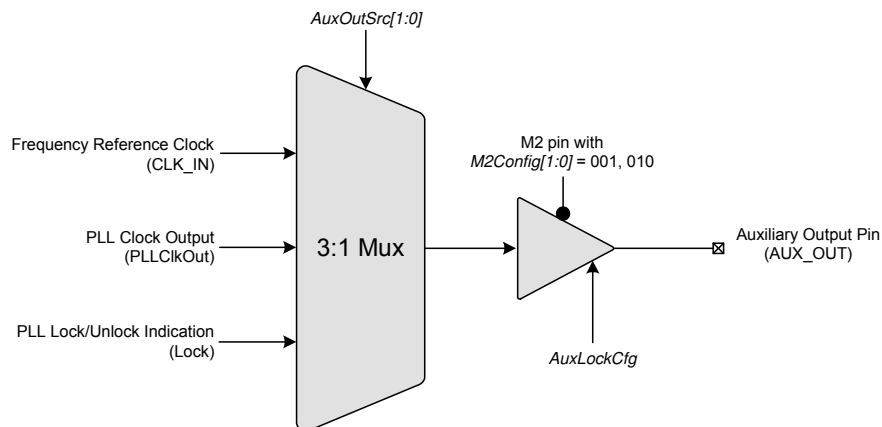 AuxOutSrc[1:0]
Frequency Reference Clock
(CLK_IN)
PLL Clock Output
(PLLClkOut)
PLL Lock/Unlock Indication
(Lock)
3:1 Mux
M2 pin with
M2Config[1:0] = 001, 010
Auxiliary Output Pin
(AUX_OUT)
AuxLockCfg